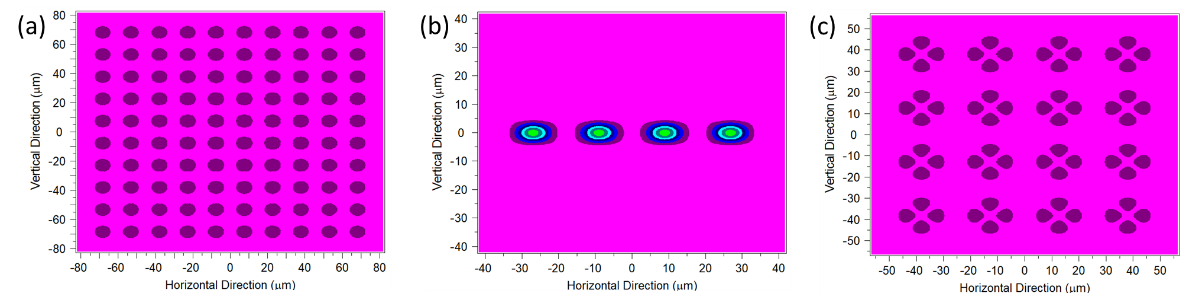 (a)
Vertical Direction (μm)
80
60
40
20
0
-20
-40
-60
-80
-80 -60 -40 -20 0 20 40 60 80
Horizontal Direction (μm)
(b)
Vertical Direction (μm)
40
30
20
10
0
-10
-20
-30
-40
-40 -30 -20 -10 0 10 20 30 40
Horizontal Direction (μm)
(c)
Vertical Direction (μm)
50
30
10
0
-10
-20
-30
-40
-50
-50 -40 -30 -20 -10 0 10 20 30 40 50
Horizontal Direction (μm)